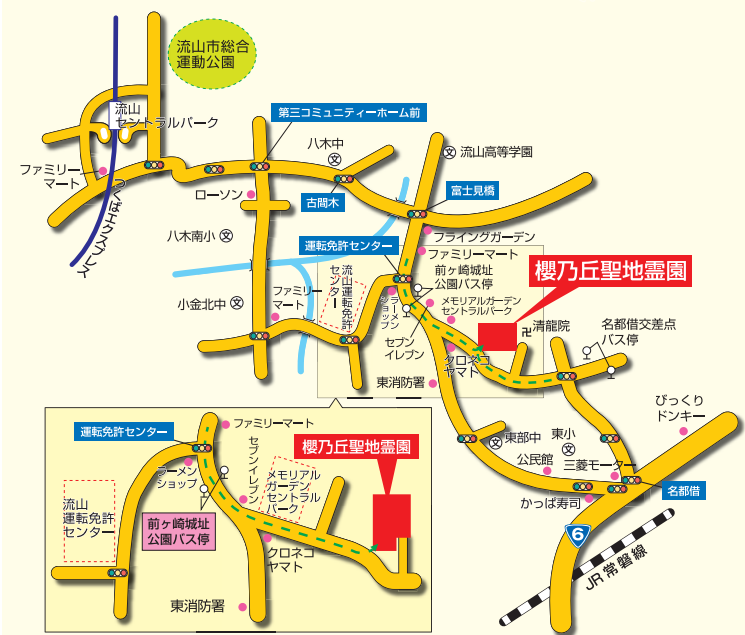 流山市総合
運動公園
流山
セントラルパーク
ファミリー
マート
つくばエクスプレス
第三コミュニティーホーム前
八木中
文
文
流山高等学園
ローソン
古間木
富士見橋
八木南小
文
運転免許センター
フライングガーデン
ファミリーマート
前ヶ崎城址
公園バス停
櫻乃丘聖地霊園
小金北中
文
ファミリー
マート
流山運転免許
センター
ラーメン
ショップ
メモリアルガーデン
セントラルパーク
卍清龍院
名都借交差点
バス停
セブン
イレブン
クロネコ
ヤマト
東消防署
びっくり
ドンキー
文
東部中
東小
文
公民館
三菱モーター
かっぱ寿司
名都借
6
JR常磐線
運転免許センター
ファミリーマート
セブンイレブン
櫻乃丘聖地霊園
ラーメン
ショップ
メモリアル
ガーデン
セントラル
パーク
流山
運転免許
センター
前ヶ崎城址
公園バス停
クロネコ
ヤマト
東消防署